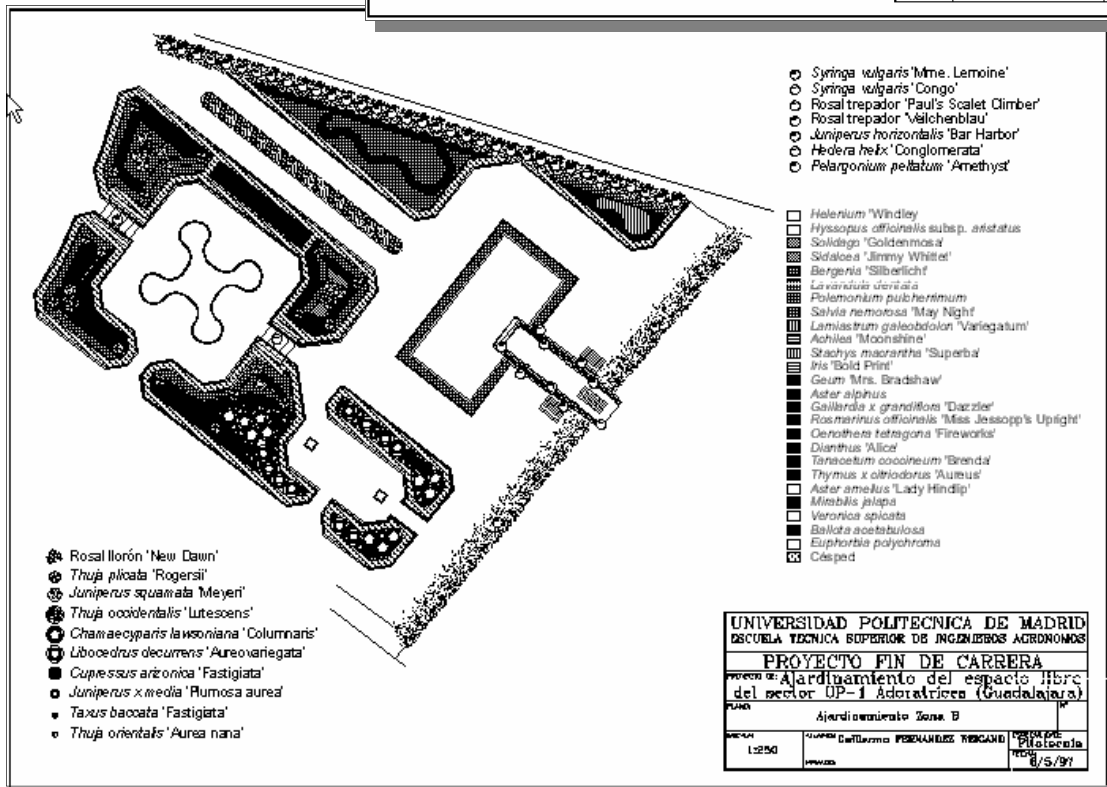 Syringa vulgaris 'Mme. Lemoine'
Syringa vulgaris 'Congo'
Rosal trepador 'Paul's Scalet Climber'
Rosal trepador 'Veilchenblau'
Juniperus horizontalis 'Bar Harbor'
Hedera helix 'Conglomerata'
Pelargonium peltatum 'Amethyst'
Helenium 'Windley
Hyssopus officinalis subsp. aristatus
Solidago 'Goldenmosa'
Sidalcea 'Jimmy Whittet'
Bergenia 'Silberlicht'
Lavandula dentata
Polemonium pulcherrimum
Salvia nemorosa 'May Night'
Lamiastrum galeobdolon 'Variegatum'
Achilea 'Moonshine'
Stachys macrantha 'Superba'
Iris 'Bold Print'
Geum 'Mrs. Bradshaw'
Aster alpinus
Gaillardia x grandiflora 'Dazzler'
Rosmarinus officinalis 'Miss Jessopp's Upright'
Oenothera tetragona 'Fireworks'
Dianthus 'Alice'
Tanacetum coccineum 'Brenda'
Thymus x citriodorus 'Aureus'
Aster amellus 'Lady Hindlip'
Mirabilis jalapa
Veronica spicata
Ballota acetabulosa
Euphorbia polychroma
Césped
Rosal llorón 'New Dawn'
Thuja plicata 'Rogersii'
Juniperus squamata 'Meyeri'
Thuja occidentalis 'Lutescens'
Chamaecyparis lawsoniana 'Columnaris'
Libocedrus decurrens 'Aureovariegata'
Cupressus arizonica 'Fastigiata'
Juniperus x media 'Plumosa aurea'
Taxus baccata 'Fastigiata'
Thuja orientalis 'Aurea nana'
UNIVERSIDAD POLITECNICA DE MADRID
ESCUELA TECNICA SUPERIOR DE INGENIEROS AGRONOMOS
PROYECTO FIN DE CARRERA
Ajardinamiento del espacio libre
del sector UP-1 Adoratrices (Guadalajara)
PLANO Nº
Ajardinamiento Zona B
1:250
Guillermo FERNANDEZ
Fitotecnia
6/5/97